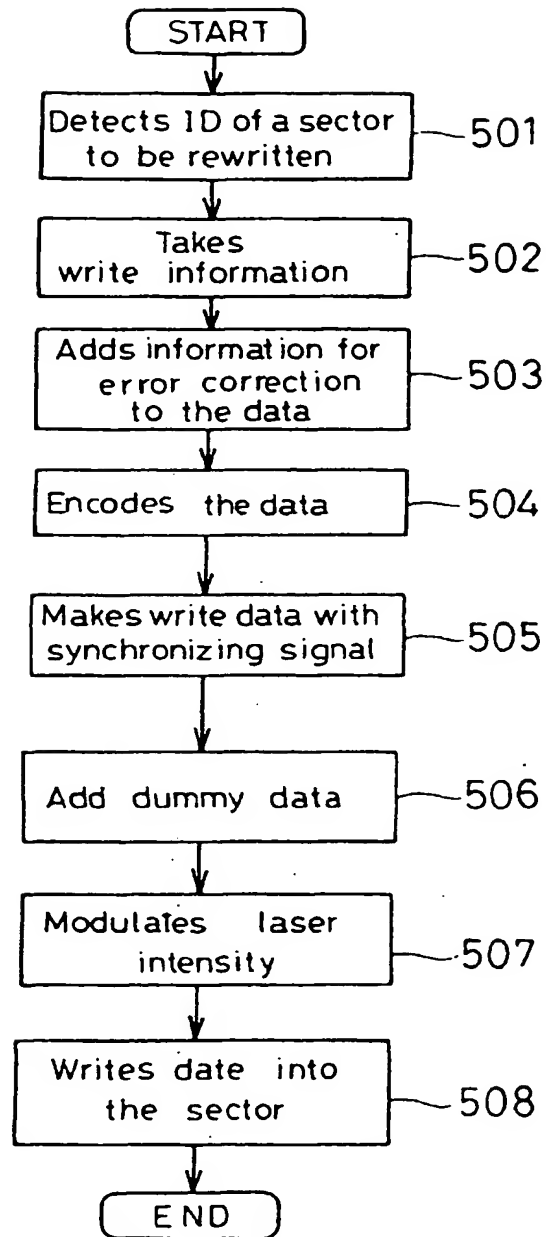 START
Detects ID of a sector
to be rewritten
501
Takes
write information
502
Adds information for
error correction
to the data
503
Encodes the data
504
Makes write data with
synchronizing signal
505
Add dummy data
506
Modulates laser
intensity
507
Writes date into
the sector
508
END